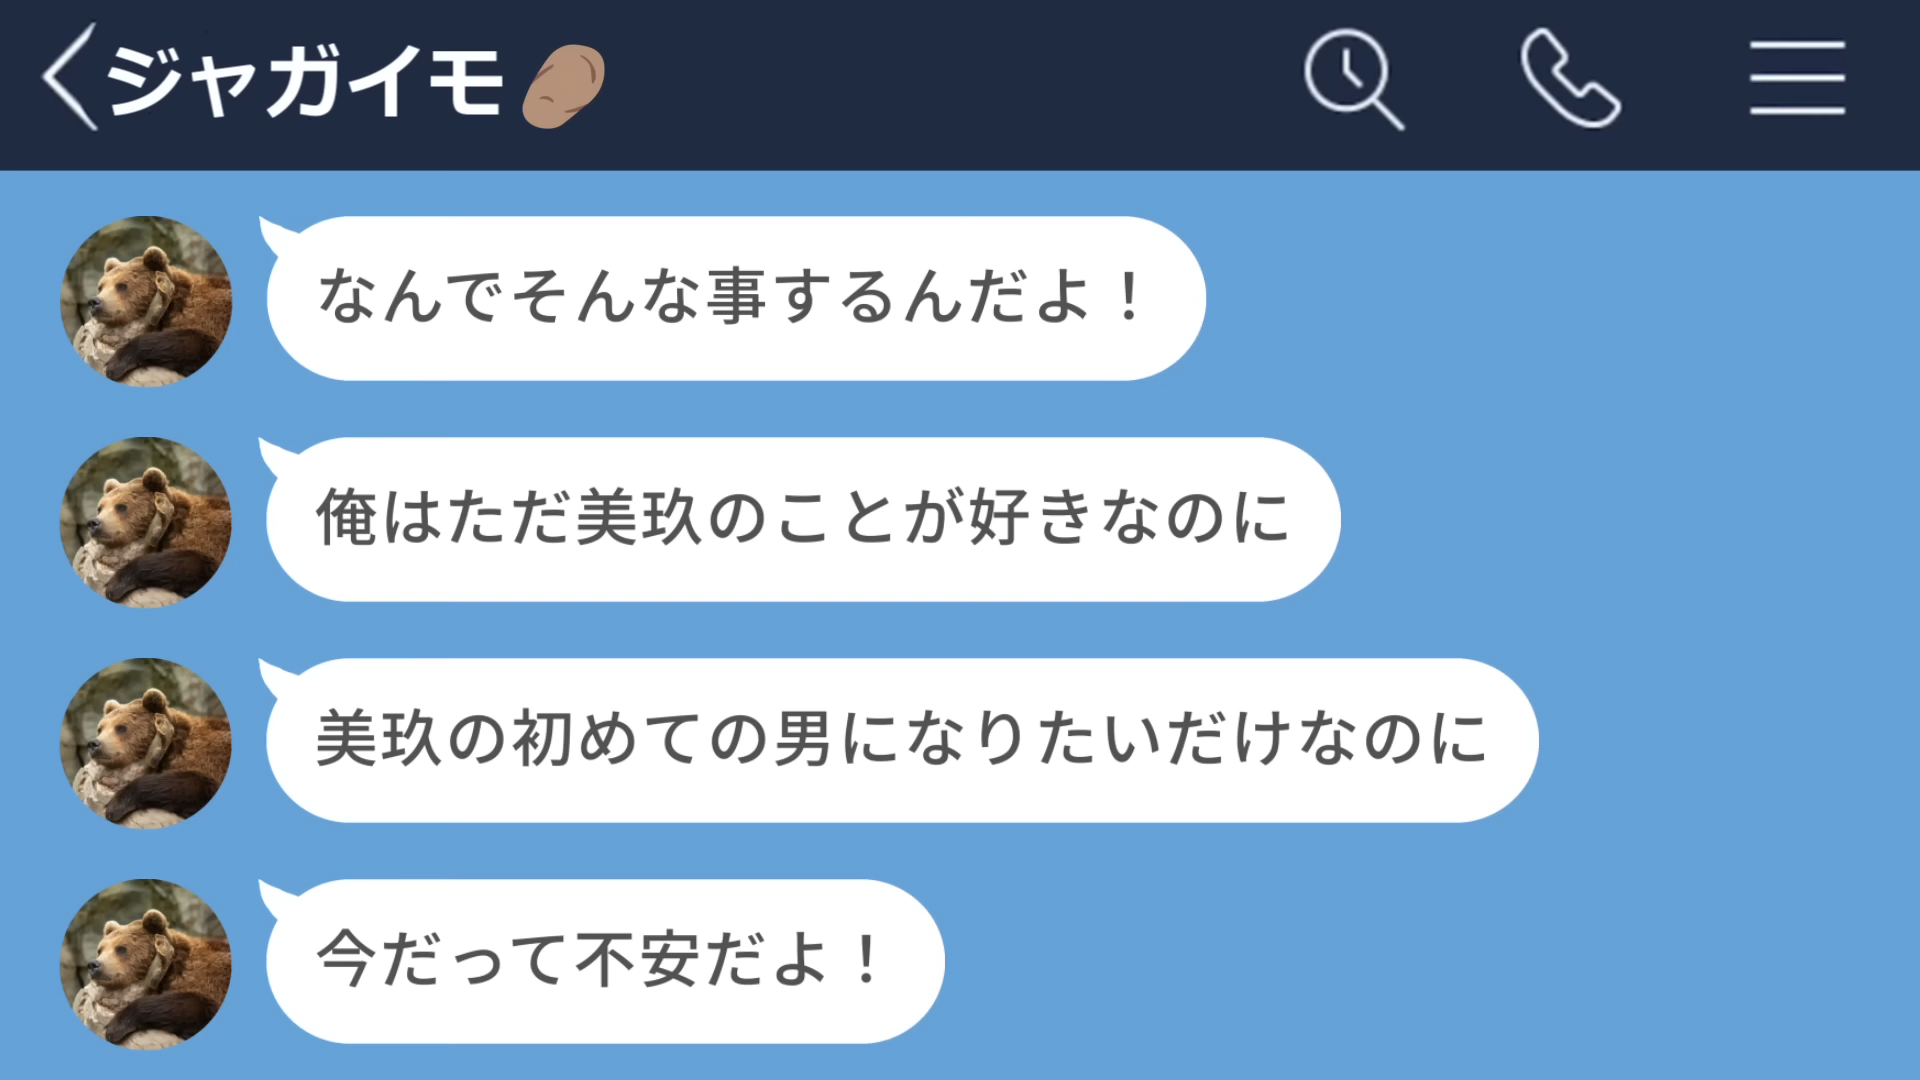 ジャガイモ🥔
なんでそんな事するんだよ！
俺はただ美玖のことが好きなのに
美玖の初めての男になりたいだけなのに
今だって不安だよ！